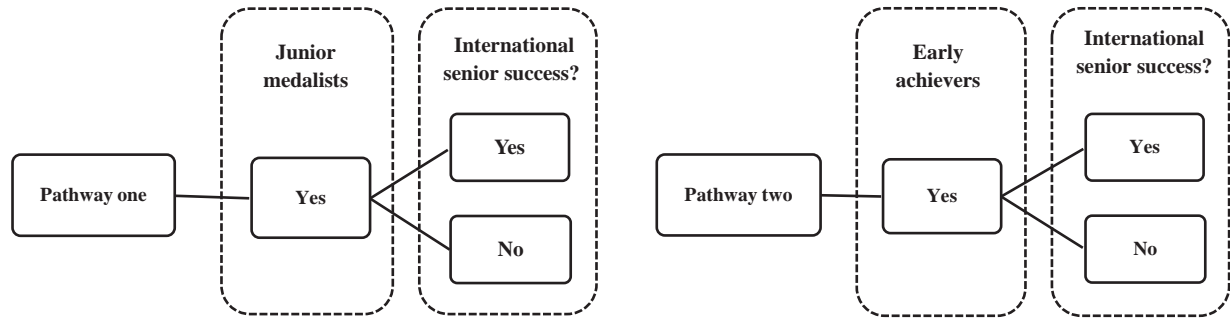 Junior
medalists
International
senior success?
Pathway one
Yes
Yes
No
Early
achievers
International
senior success?
Pathway two
Yes
Yes
No